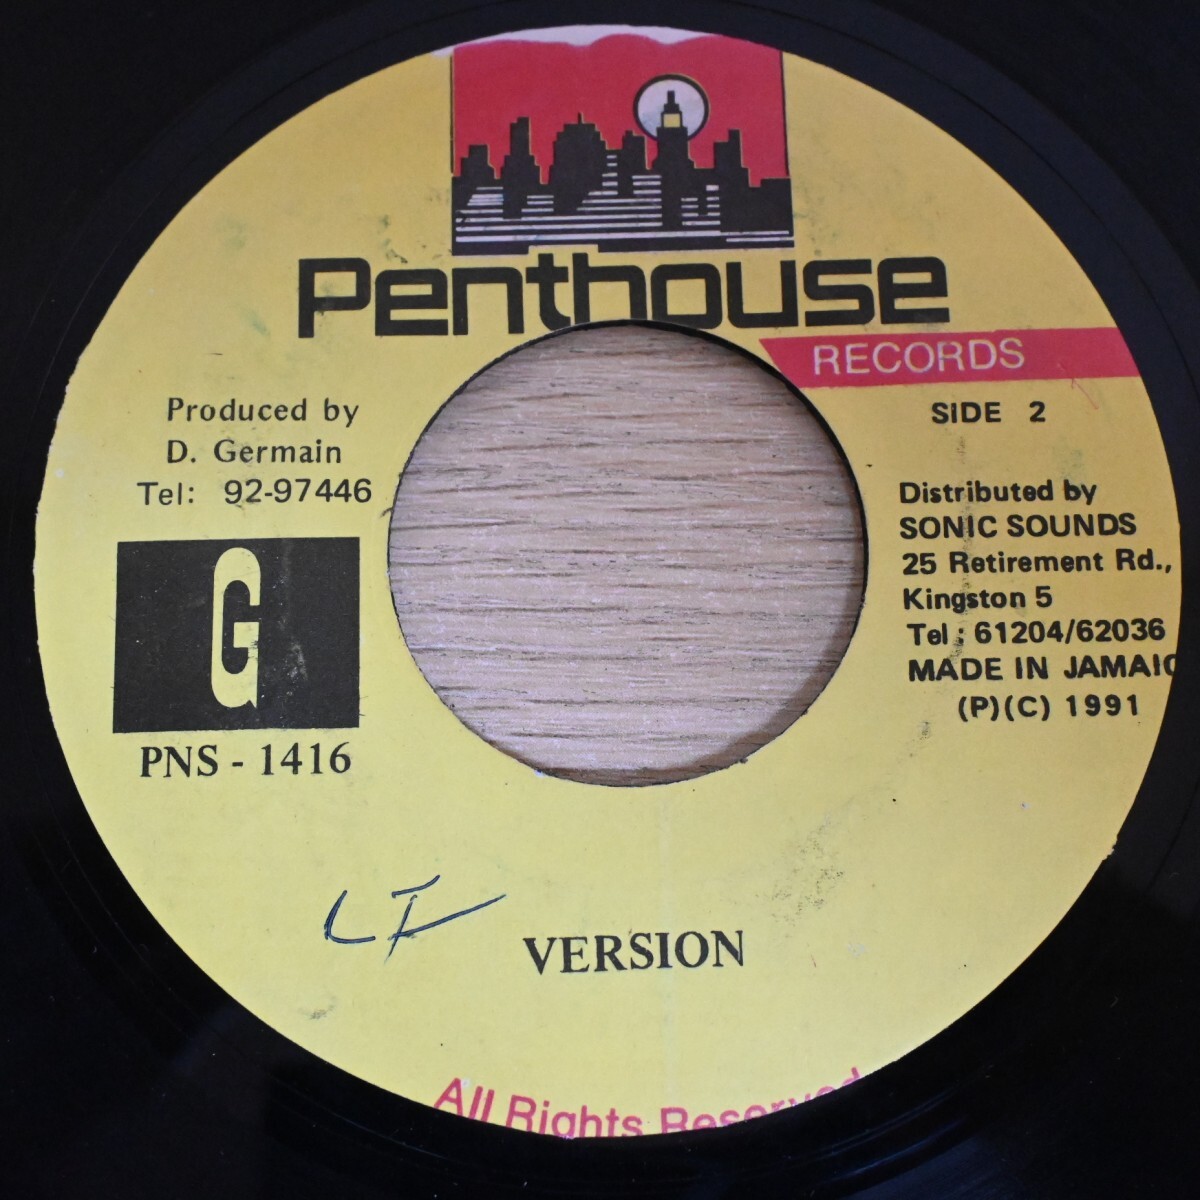 Penthouse
RECORDS
Produced by
D. Germain
Tel: 92-97446
G
PNS - 1416
SIDE 2
Distributed by
SONIC SOUNDS
25 Retirement Rd.,
Kingston 5
Tel : 61204/62036
MADE IN JAMAIC
(P)(C) 1991
VERSION
All Rights Reserved